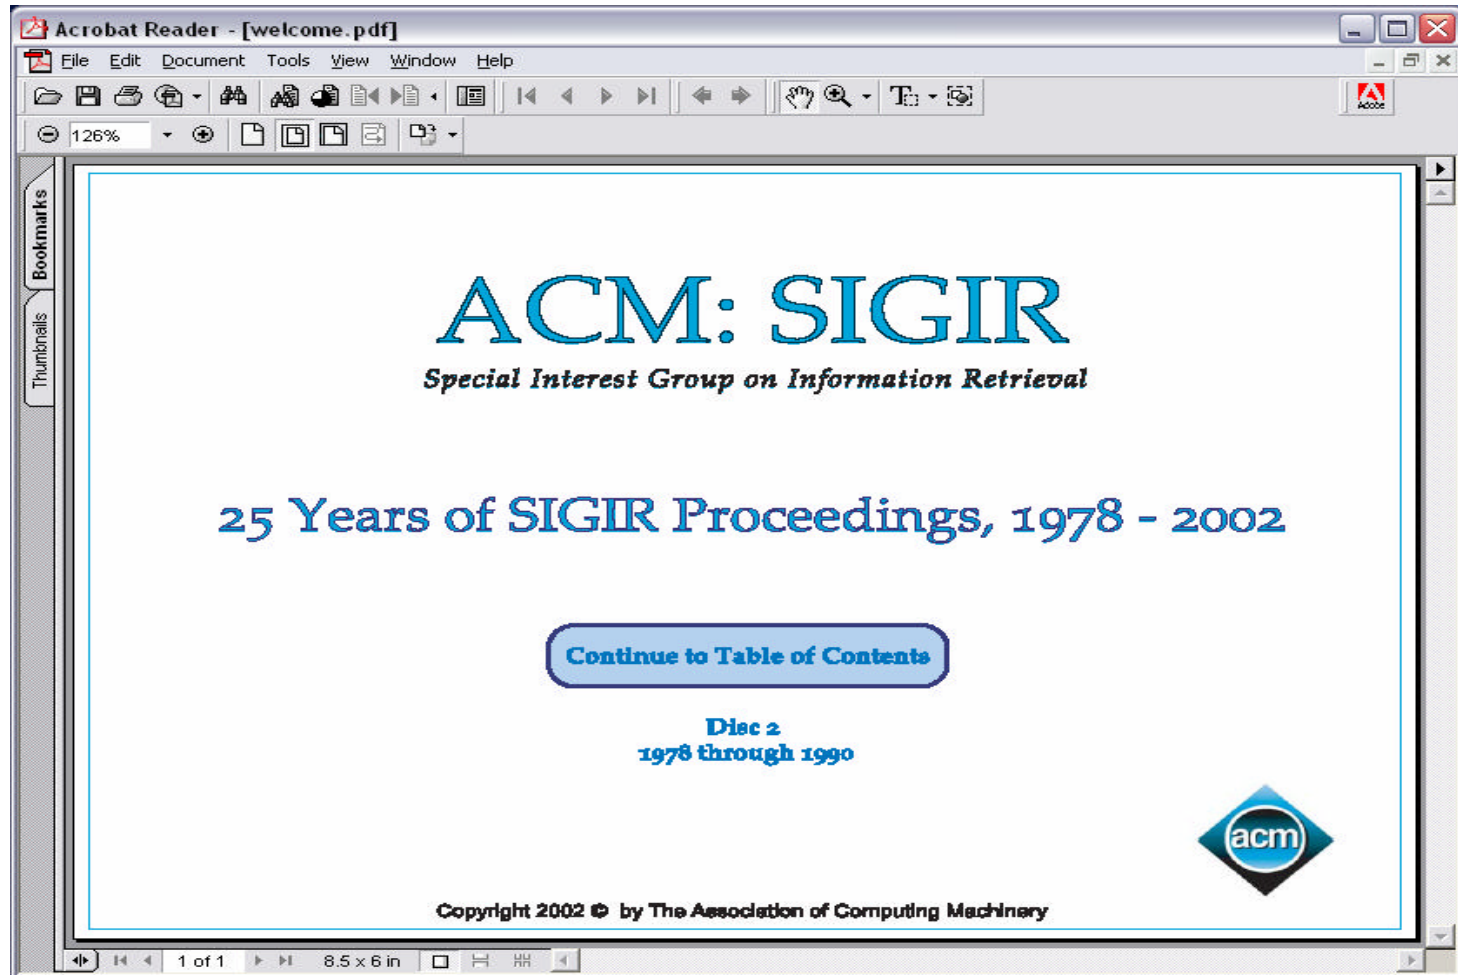 Acrobat Reader - [welcome.pdf]
File Edit Document Tools View Window Help
Adobe
126%
Bookmarks
Thumbnails
ACM: SIGIR
Special Interest Group on Information Retrieval
25 Years of SIGIR Proceedings, 1978 - 2002
Continue to Table of Contents
Disc 2
1978 through 1990
acm
Copyright 2002 © by The Association of Computing Machinery
1 of 1 8.5 x 6 in